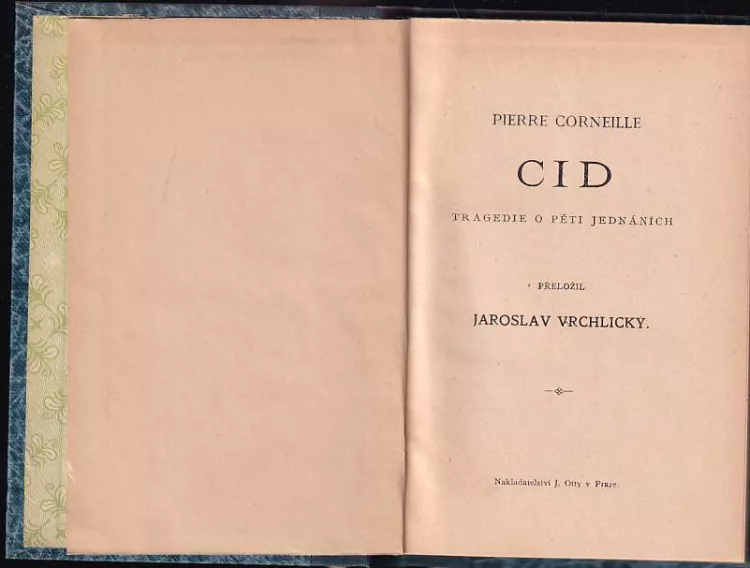 PIERRE CORNEILLE
CID
TRAGEDIE O PĚTI JEDNÁNÍCH
PŘELOŽIL
JAROSLAV VRCHLICKÝ.
Nakladatelství J. Otty v Praze.